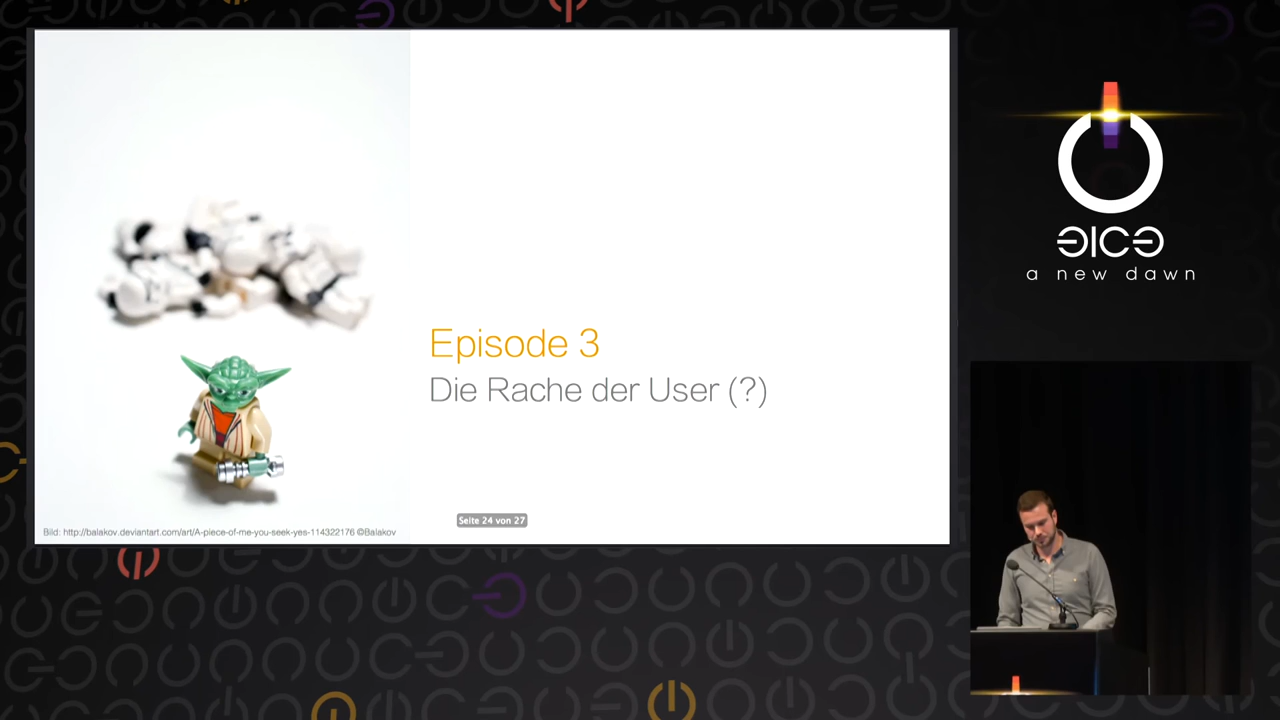 Episode 3
Die Rache der User (?)
Seite 24 von 27
Bild: http://balakov.deviantart.com/art/A-piece-of-me-you-seek-yes-114322176 ©Balakov
a new dawn